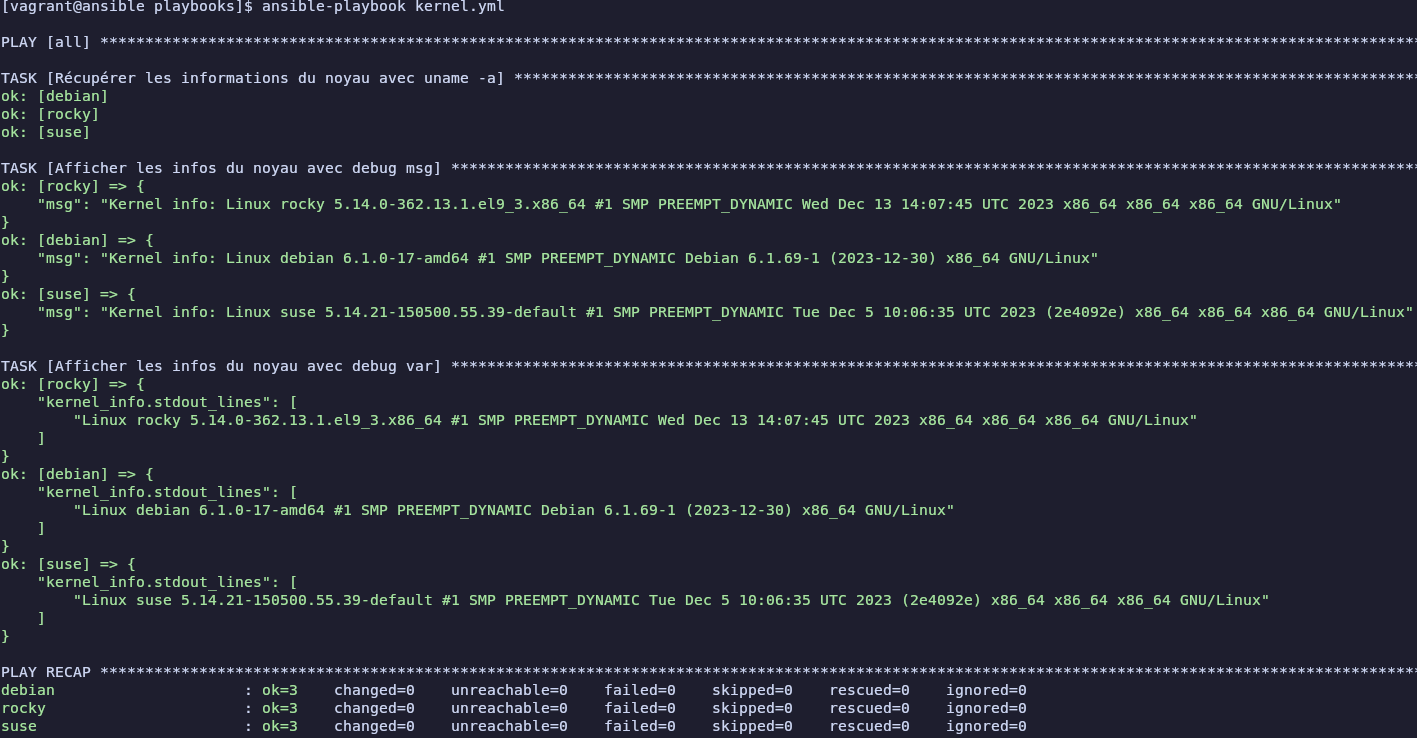 [vagrant@ansible playbooks]$ ansible-playbook kernel.yml

PLAY [all] **************************************************************************************************************************************************

TASK [Récupérer les informations du noyau avec uname -a] ****************************************************************************************************
ok: [debian]
ok: [rocky]
ok: [suse]

TASK [Afficher les infos du noyau avec debug msg] ***********************************************************************************************************
ok: [rocky] => {
    "msg": "Kernel info: Linux rocky 5.14.0-362.13.1.el9_3.x86_64 #1 SMP PREEMPT_DYNAMIC Wed Dec 13 14:07:45 UTC 2023 x86_64 x86_64 x86_64 GNU/Linux"
}
ok: [debian] => {
    "msg": "Kernel info: Linux debian 6.1.0-17-amd64 #1 SMP PREEMPT_DYNAMIC Debian 6.1.69-1 (2023-12-30) x86_64 GNU/Linux"
}
ok: [suse] => {
    "msg": "Kernel info: Linux suse 5.14.21-150500.55.39-default #1 SMP PREEMPT_DYNAMIC Tue Dec 5 10:06:35 UTC 2023 (2e4092e) x86_64 x86_64 x86_64 GNU/Linux"
}

TASK [Afficher les infos du noyau avec debug var] ***********************************************************************************************************
ok: [rocky] => {
    "kernel_info.stdout_lines": [
        "Linux rocky 5.14.0-362.13.1.el9_3.x86_64 #1 SMP PREEMPT_DYNAMIC Wed Dec 13 14:07:45 UTC 2023 x86_64 x86_64 x86_64 GNU/Linux"
    ]
}
ok: [debian] => {
    "kernel_info.stdout_lines": [
        "Linux debian 6.1.0-17-amd64 #1 SMP PREEMPT_DYNAMIC Debian 6.1.69-1 (2023-12-30) x86_64 GNU/Linux"
    ]
}
ok: [suse] => {
    "kernel_info.stdout_lines": [
        "Linux suse 5.14.21-150500.55.39-default #1 SMP PREEMPT_DYNAMIC Tue Dec 5 10:06:35 UTC 2023 (2e4092e) x86_64 x86_64 x86_64 GNU/Linux"
    ]
}

PLAY RECAP **************************************************************************************************************************************************
debian                     : ok=3    changed=0    unreachable=0    failed=0    skipped=0    rescued=0    ignored=0
rocky                      : ok=3    changed=0    unreachable=0    failed=0    skipped=0    rescued=0    ignored=0
suse                       : ok=3    changed=0    unreachable=0    failed=0    skipped=0    rescued=0    ignored=0